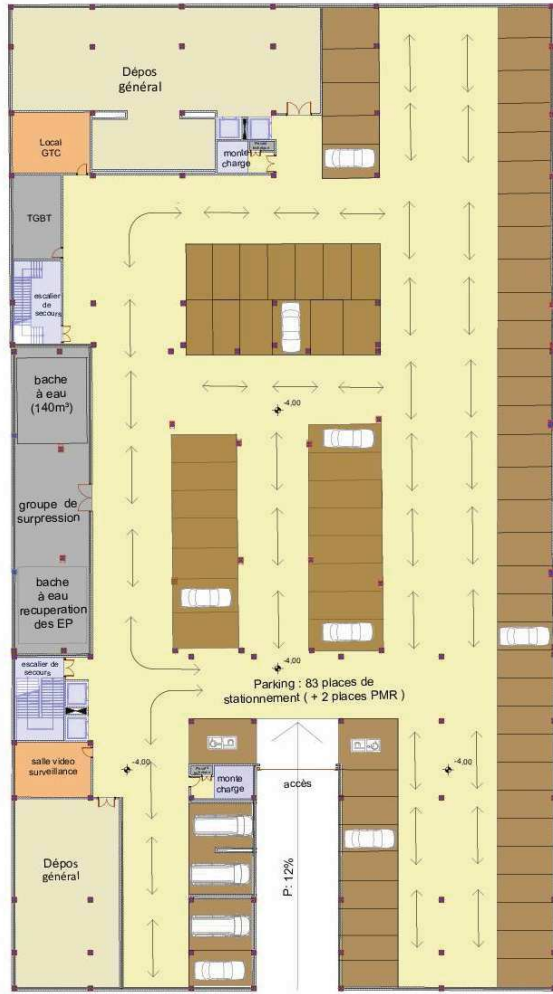 Dépos
général
Local
GTC
monte
charge
TGBT
escalier
de
secours
bache
à eau
(140m³)
-4,00
groupe de
surpression
bache
à eau
recuperation
des EP
escalier de
secours
-4,00
Parking : 83 places de
stationnement ( + 2 places PMR )
salle video
surveillance
-4,00
monte
charge
accès
-4,00
Dépos
général
P: 12%